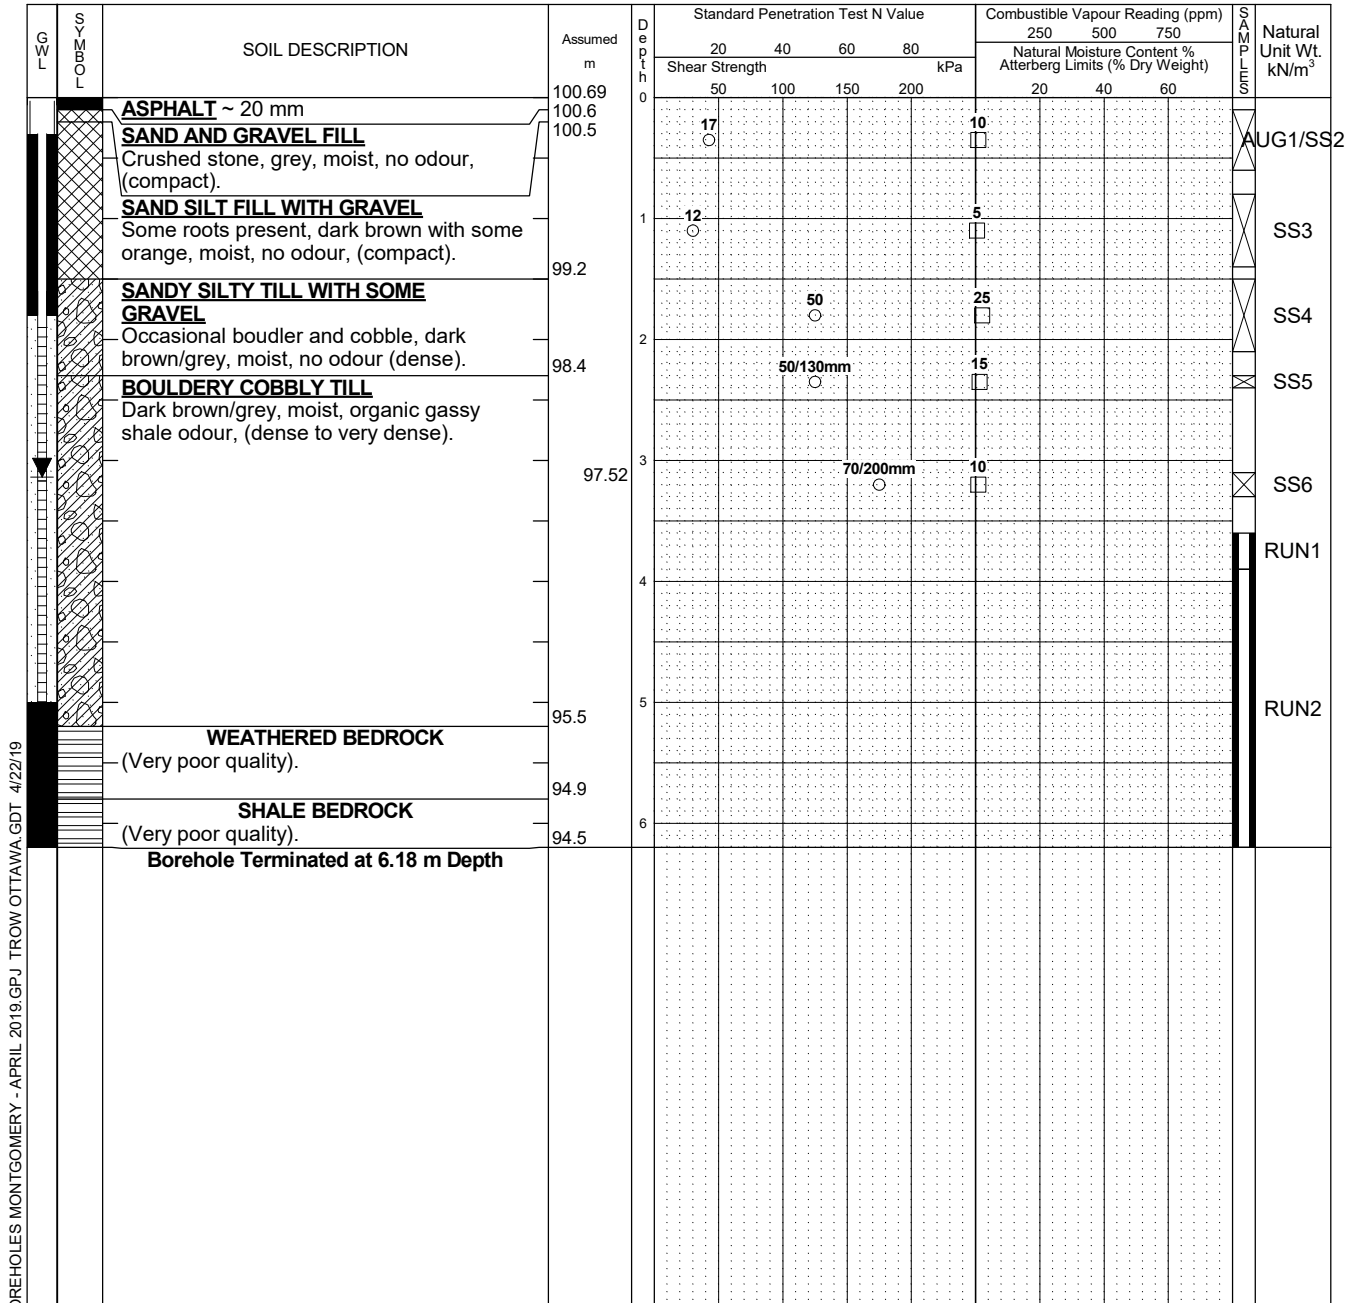 GWL
SYMBOL
SOIL DESCRIPTION
Assumed
m
Depth
Standard Penetration Test N Value
20 40 60 80
Shear Strength kPa
50 100 150 200
Combustible Vapour Reading (ppm)
250 500 750
Natural Moisture Content %
Atterberg Limits (% Dry Weight)
20 40 60
SAMPLES
Natural
Unit Wt.
kN/m³
100.69
0
ASPHALT ~ 20 mm
100.6
SAND AND GRAVEL FILL
100.5
Crushed stone, grey, moist, no odour,
(compact).
17
10
AUG1/SS2
SAND SILT FILL WITH GRAVEL
Some roots present, dark brown with some
orange, moist, no odour, (compact).
99.2
1
12
5
SS3
SANDY SILTY TILL WITH SOME
GRAVEL
Occasional boudler and cobble, dark
brown/grey, moist, no odour (dense).
98.4
50
25
SS4
2
BOULDERY COBBLY TILL
Dark brown/grey, moist, organic gassy
shale odour, (dense to very dense).
50/130mm
15
SS5
97.52
3
70/200mm
10
SS6
RUN1
4
5
RUN2
95.5
WEATHERED BEDROCK
(Very poor quality).
94.9
SHALE BEDROCK
(Very poor quality).
94.5
6
Borehole Terminated at 6.18 m Depth
OREHOLES MONTGOMERY - APRIL 2019.GPJ TROW OTTAWA.GDT 4/22/19